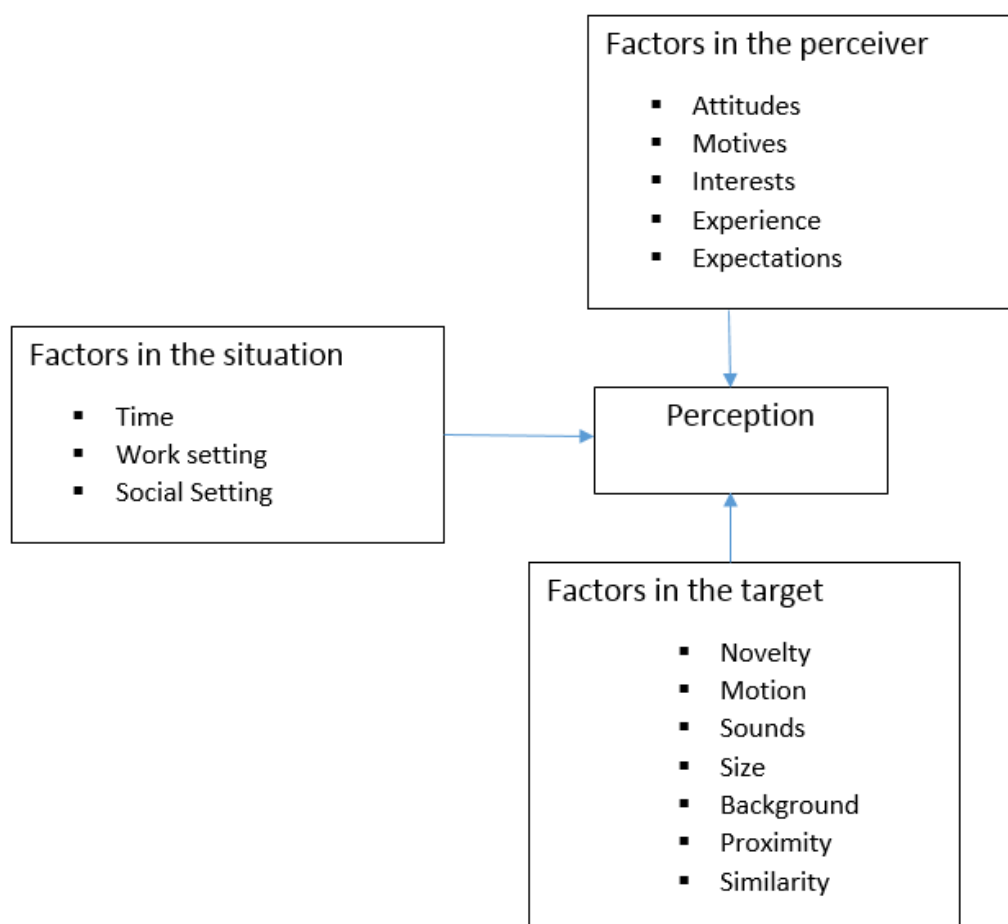 Factors in the perceiver
▪ Attitudes
▪ Motives
▪ Interests
▪ Experience
▪ Expectations
Factors in the situation
▪ Time
▪ Work setting
▪ Social Setting
Perception
Factors in the target
▪ Novelty
▪ Motion
▪ Sounds
▪ Size
▪ Background
▪ Proximity
▪ Similarity